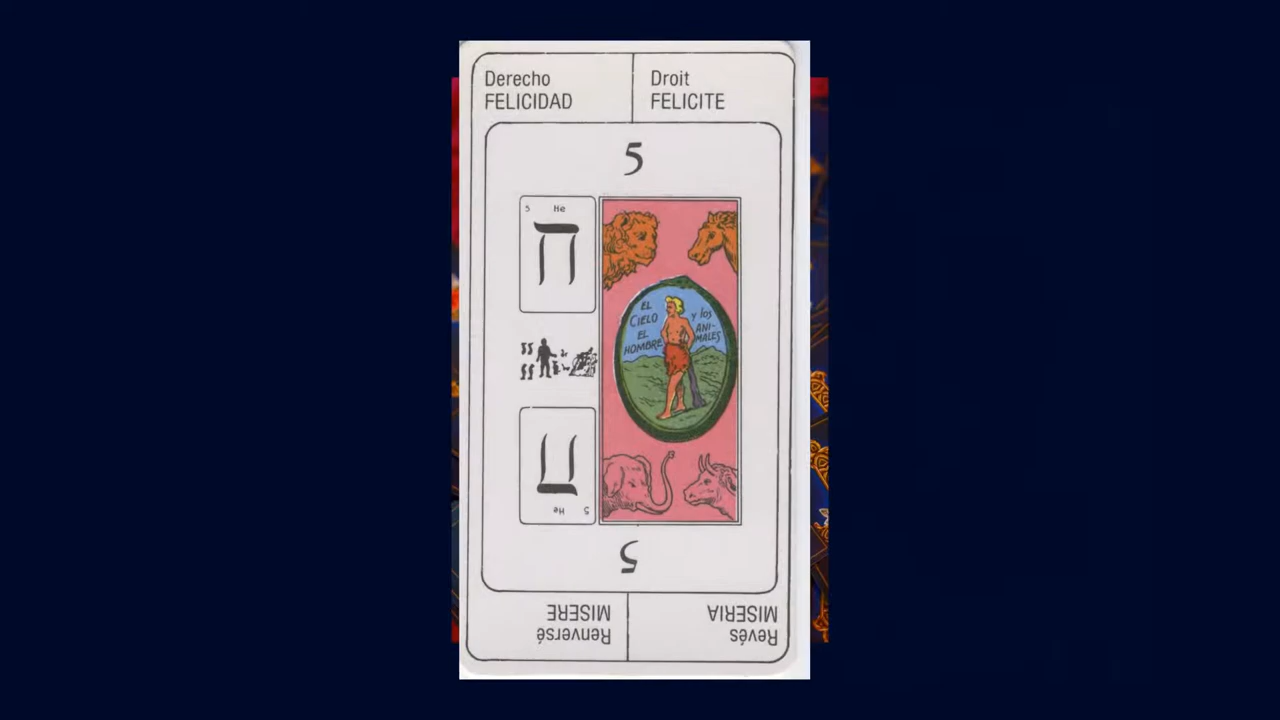 Derecho
FELICIDAD
Droit
FELICITE
5
5 He
ה
EL
CIELO
EL
HOMBRE
y los
ANI-
MALES
ה
5 He
5
Renversé
MISERE
Revés
MISERIA